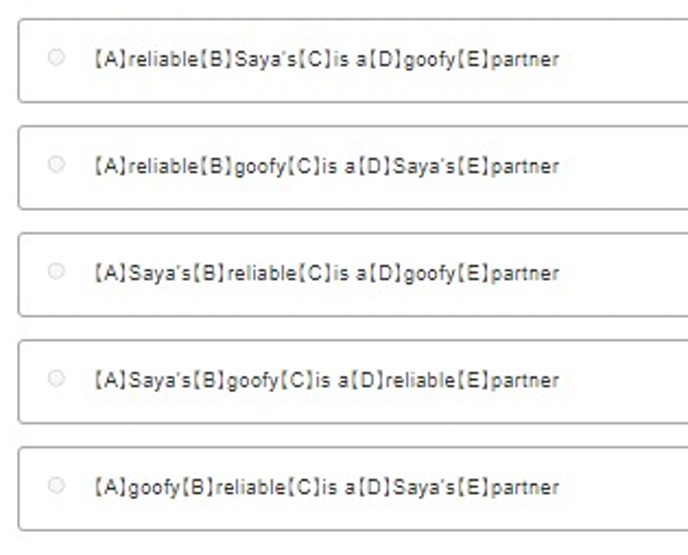 【A】reliable【B】Saya's【C】is a【D】goofy【E】partner
【A】reliable【B】goofy【C】is a【D】Saya's【E】partner
【A】Saya's【B】reliable【C】is a【D】goofy【E】partner
【A】Saya's【B】goofy【C】is a【D】reliable【E】partner
【A】goofy【B】reliable【C】is a【D】Saya's【E】partner